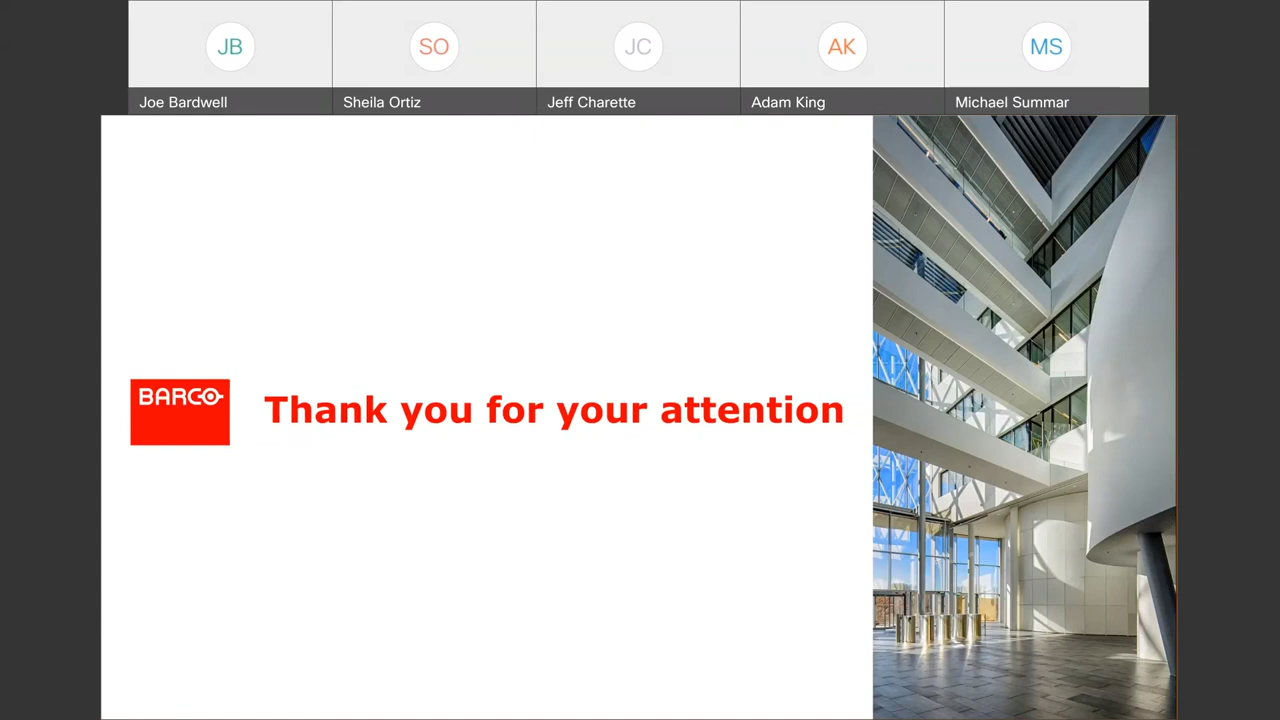 JB
SO
JC
AK
MS
Joe Bardwell
Sheila Ortiz
Jeff Charette
Adam King
Michael Summar
BARCO
Thank you for your attention